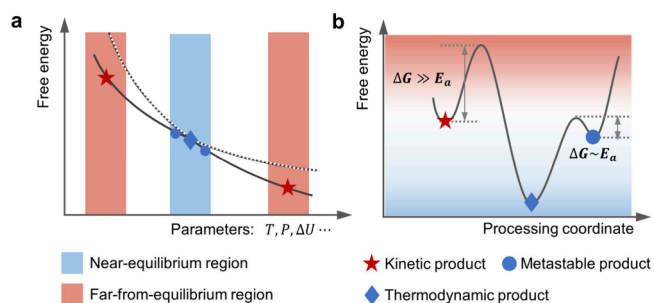 a
Free energy
Parameters: T, P, ΔU ⋯
Near-equilibrium region
Far-from-equilibrium region
b
Free energy
ΔG ≫ Eₐ
ΔG~Eₐ
Processing coordinate
Kinetic product
Metastable product
Thermodynamic product